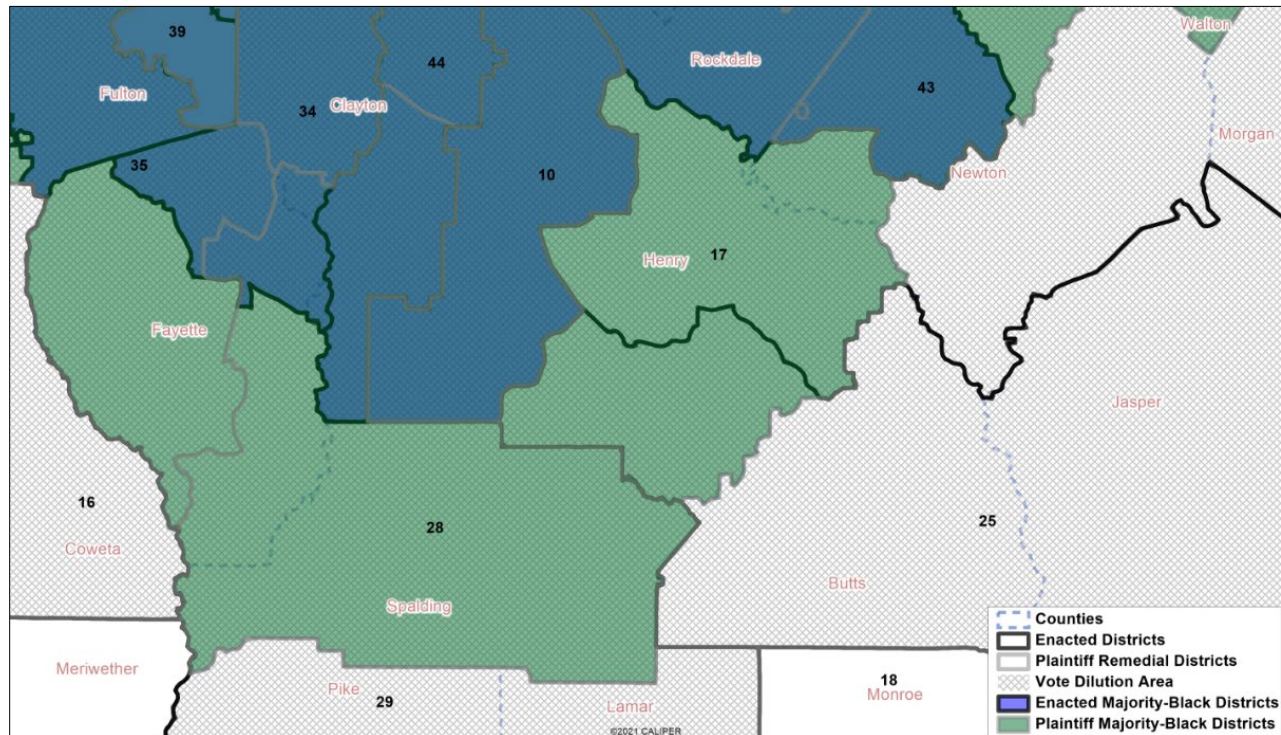 39
Walton
44
Rockdale
Fulton
34
Clayton
43
Morgan
35
10
Newton
17
Henry
Fayette
Jasper
16
28
25
Coweta
Butts
Spalding
Meriwether
18
Pike
29
Monroe
Lamar
©2021 CALIPER
Counties
Enacted Districts
Plaintiff Remedial Districts
Vote Dilution Area
Enacted Majority-Black Districts
Plaintiff Majority-Black Districts